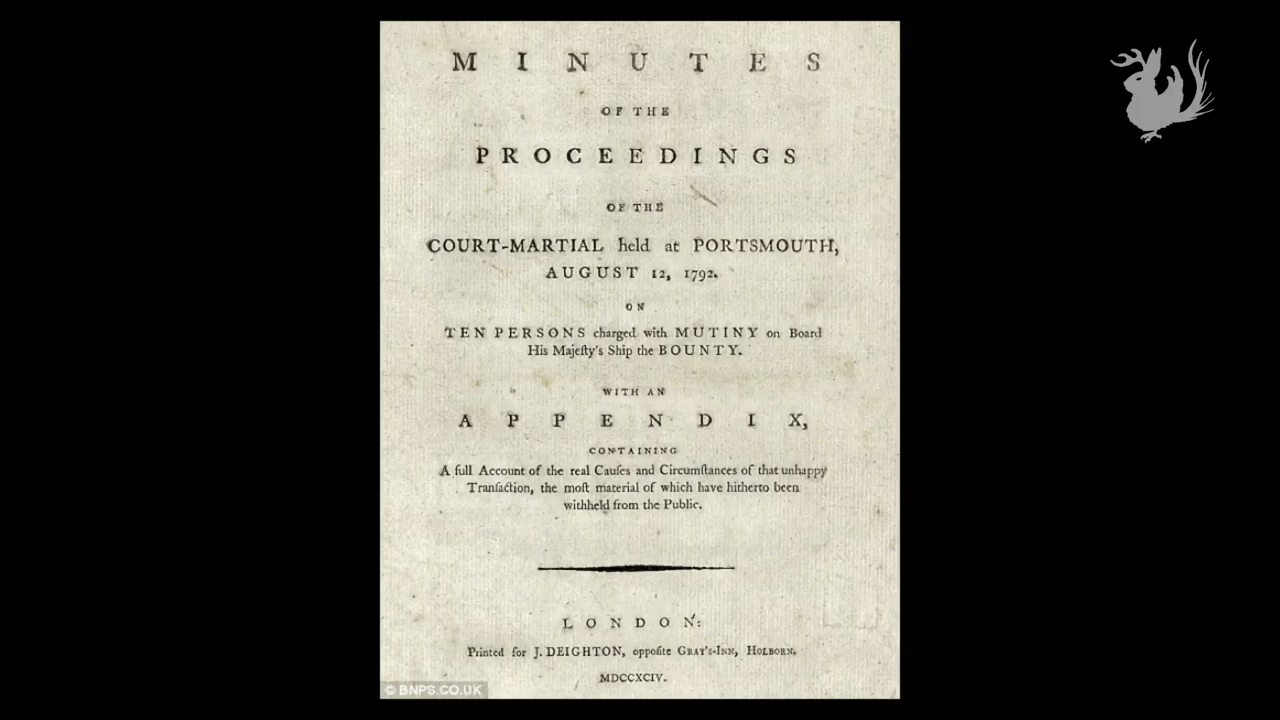 MINUTES
OF THE
PROCEEDINGS
OF THE
COURT-MARTIAL held at PORTSMOUTH,
AUGUST 12, 1792.
ON
TEN PERSONS charged with MUTINY on Board
His Majeſty's Ship the BOUNTY.
WITH AN
APPENDIX,
CONTAINING
A full Account of the real Cauſes and Circumſtances of that unhappy
Tranſaction, the moſt material of which have hitherto been
withheld from the Public.
LONDON:
Printed for J. DEIGHTON, oppoſite GRAY'S-INN, HOLBORN.
MDCCXCIV.
© BNPS.CO.UK